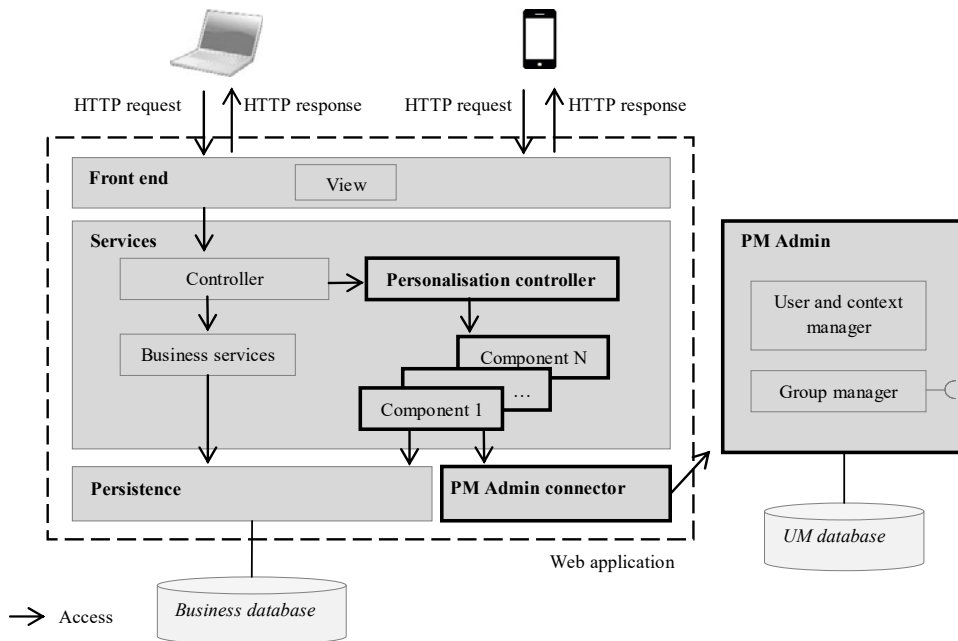 HTTP request
HTTP response
HTTP request
HTTP response
Front end
View
Services
Controller
Personalisation controller
Business services
Component N
…
Component 1
Persistence
PM Admin connector
PM Admin
User and context
manager
Group manager
Web application
UM database
Business database
Access